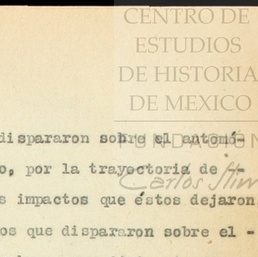 CENTRO DE
ESTUDIOS
DE HISTORIA
DE MEXICO
FUNDACIÓN
Carlos Slim
dispararon sobre el automó-
o, por la trayectoria de -
s impactos que éstos dejaron
os que dispararon sobre el -